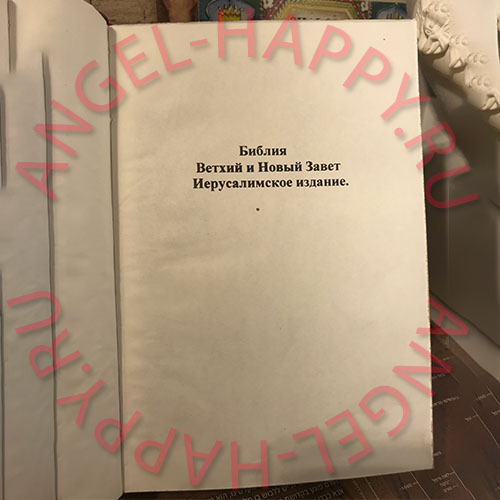 Библия
Ветхий и Новый Завет
Иерусалимское издание.
ANGEL-HAPPY.RU
ANGEL-HAPPY.RU